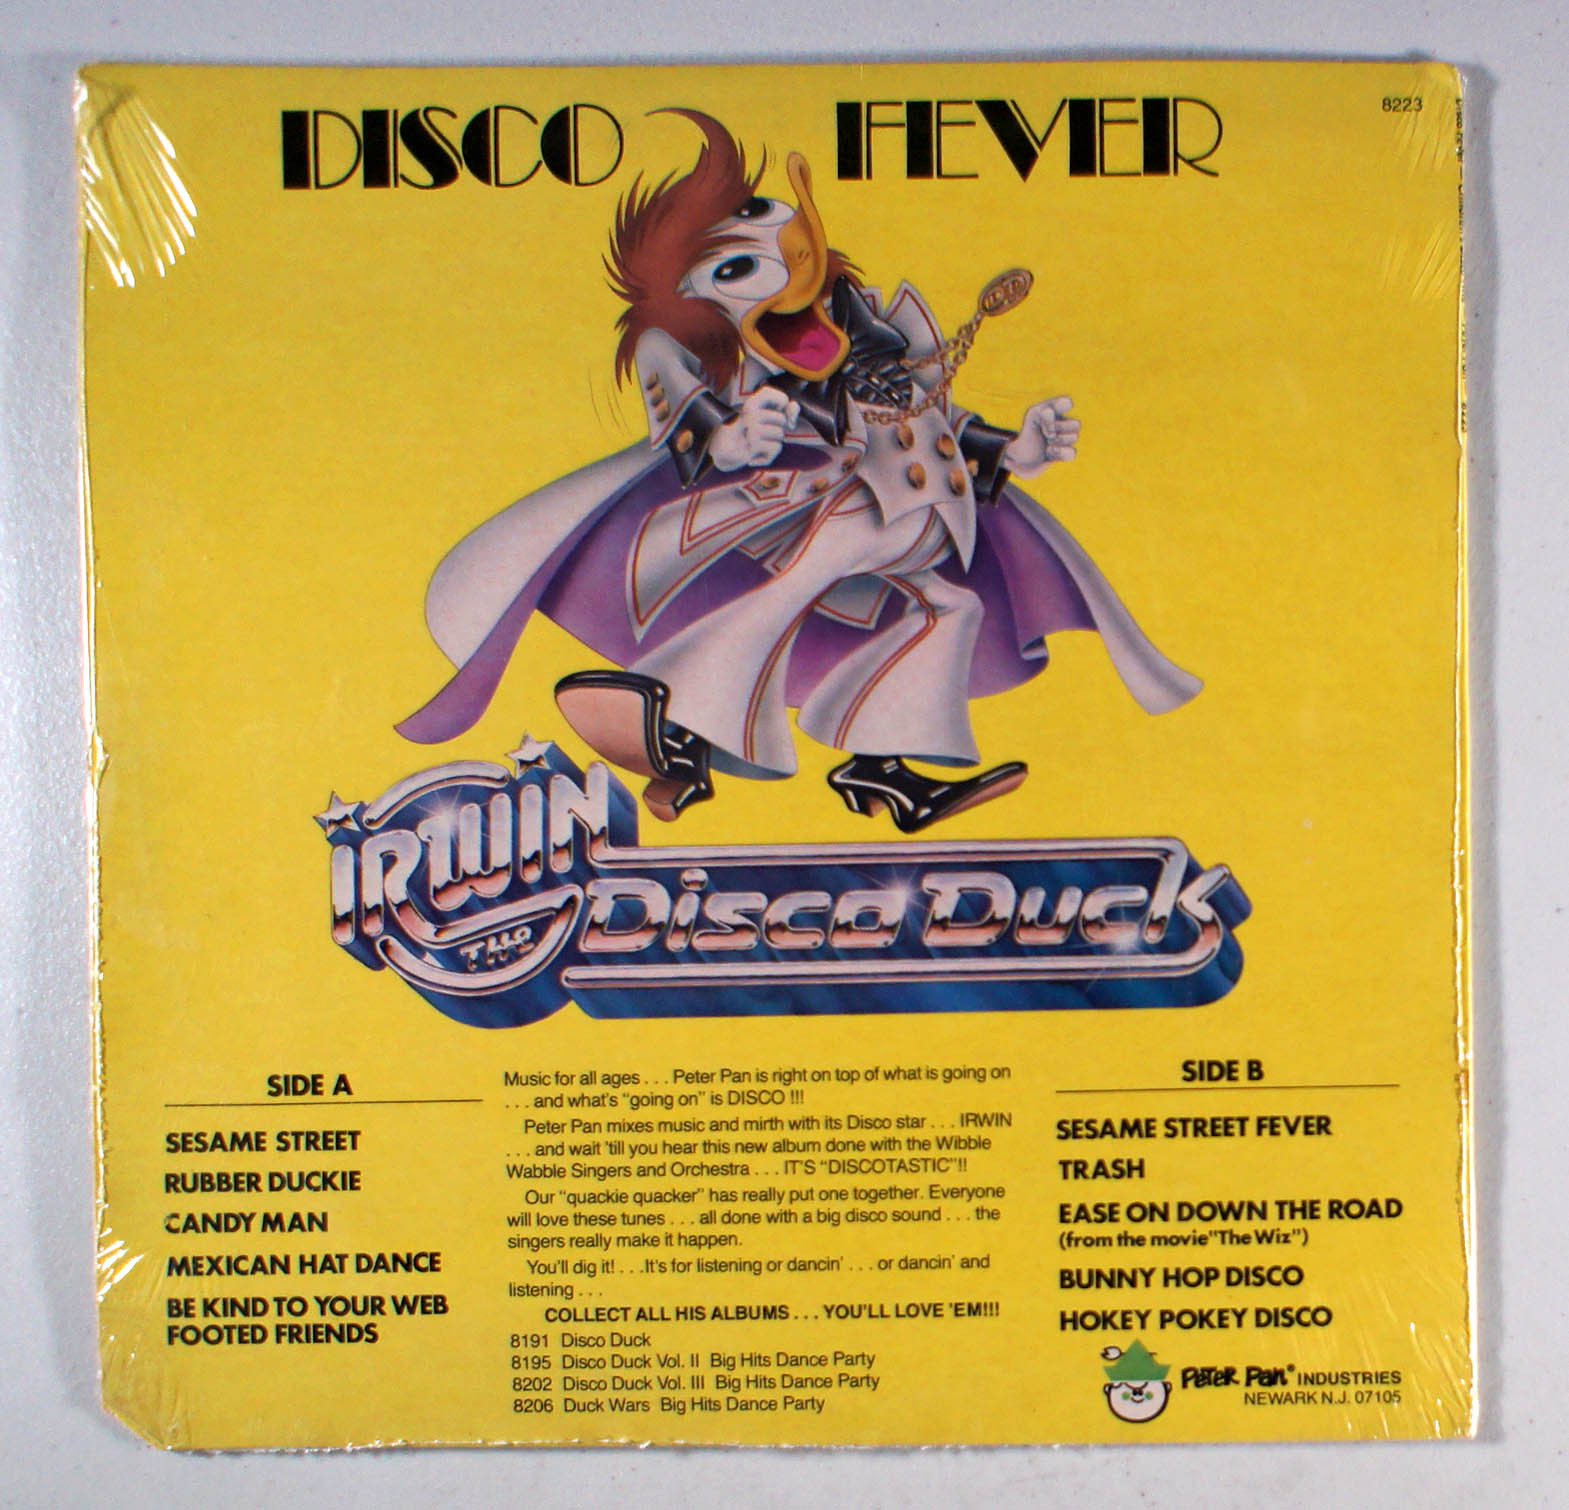 DISCO FEVER
8223
IRWIN
THE
Disco Duck
SIDE A
SESAME STREET
RUBBER DUCKIE
CANDY MAN
MEXICAN HAT DANCE
BE KIND TO YOUR WEB
FOOTED FRIENDS
Music for all ages . . . Peter Pan is right on top of what is going on
. . . and what's "going on" is DISCO !!!
Peter Pan mixes music and mirth with its Disco star . . . IRWIN
. . . and wait 'till you hear this new album done with the Wibble
Wabble Singers and Orchestra . . . IT'S "DISCOTASTIC"!!
Our "quackie quacker" has really put one together. Everyone
will love these tunes . . . all done with a big disco sound . . . the
singers really make it happen.
You'll dig it! . . .It's for listening or dancin' . . . or dancin' and
listening . . .
COLLECT ALL HIS ALBUMS . . . YOU'LL LOVE 'EM!!!
8191 Disco Duck
8195 Disco Duck Vol. II Big Hits Dance Party
8202 Disco Duck Vol. III Big Hits Dance Party
8206 Duck Wars Big Hits Dance Party
SIDE B
SESAME STREET FEVER
TRASH
EASE ON DOWN THE ROAD
(from the movie"The Wiz")
BUNNY HOP DISCO
HOKEY POKEY DISCO
Peter Pan® INDUSTRIES
NEWARK N.J. 07105